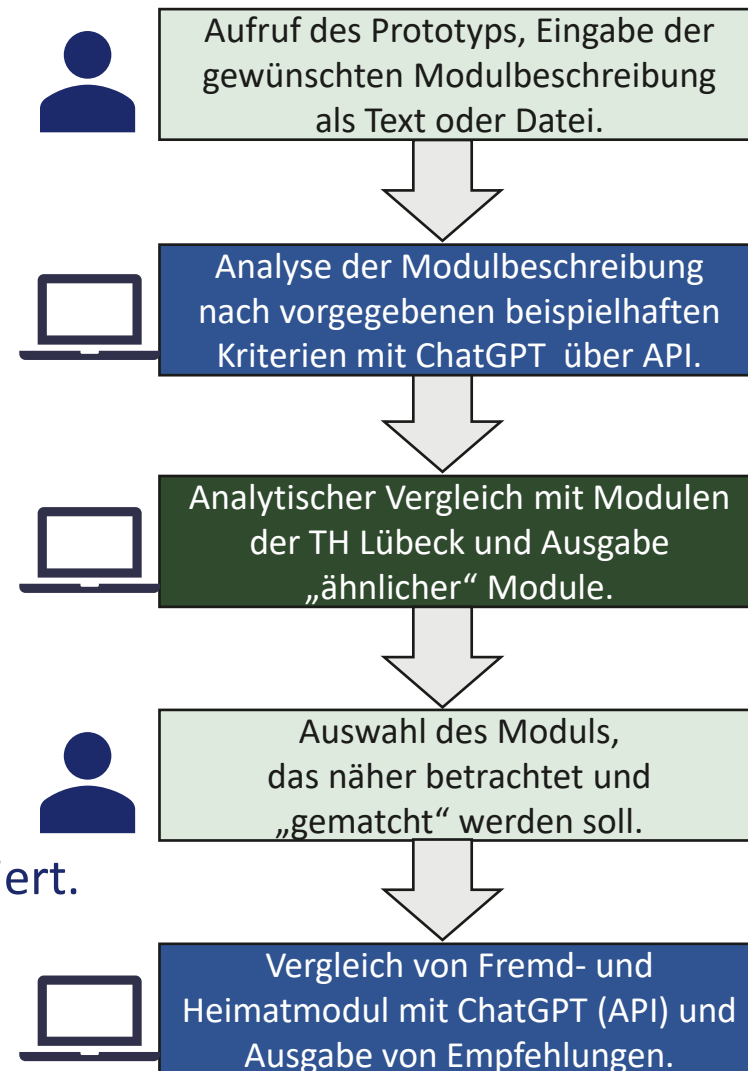 Aufruf des Prototyps, Eingabe der
gewünschten Modulbeschreibung
als Text oder Datei.
Analyse der Modulbeschreibung
nach vorgegebenen beispielhaften
Kriterien mit ChatGPT über API.
Analytischer Vergleich mit Modulen
der TH Lübeck und Ausgabe
„ähnlicher“ Module.
Auswahl des Moduls,
das näher betrachtet und
„gematcht“ werden soll.
Vergleich von Fremd- und
Heimatmodul mit ChatGPT (API) und
Ausgabe von Empfehlungen.